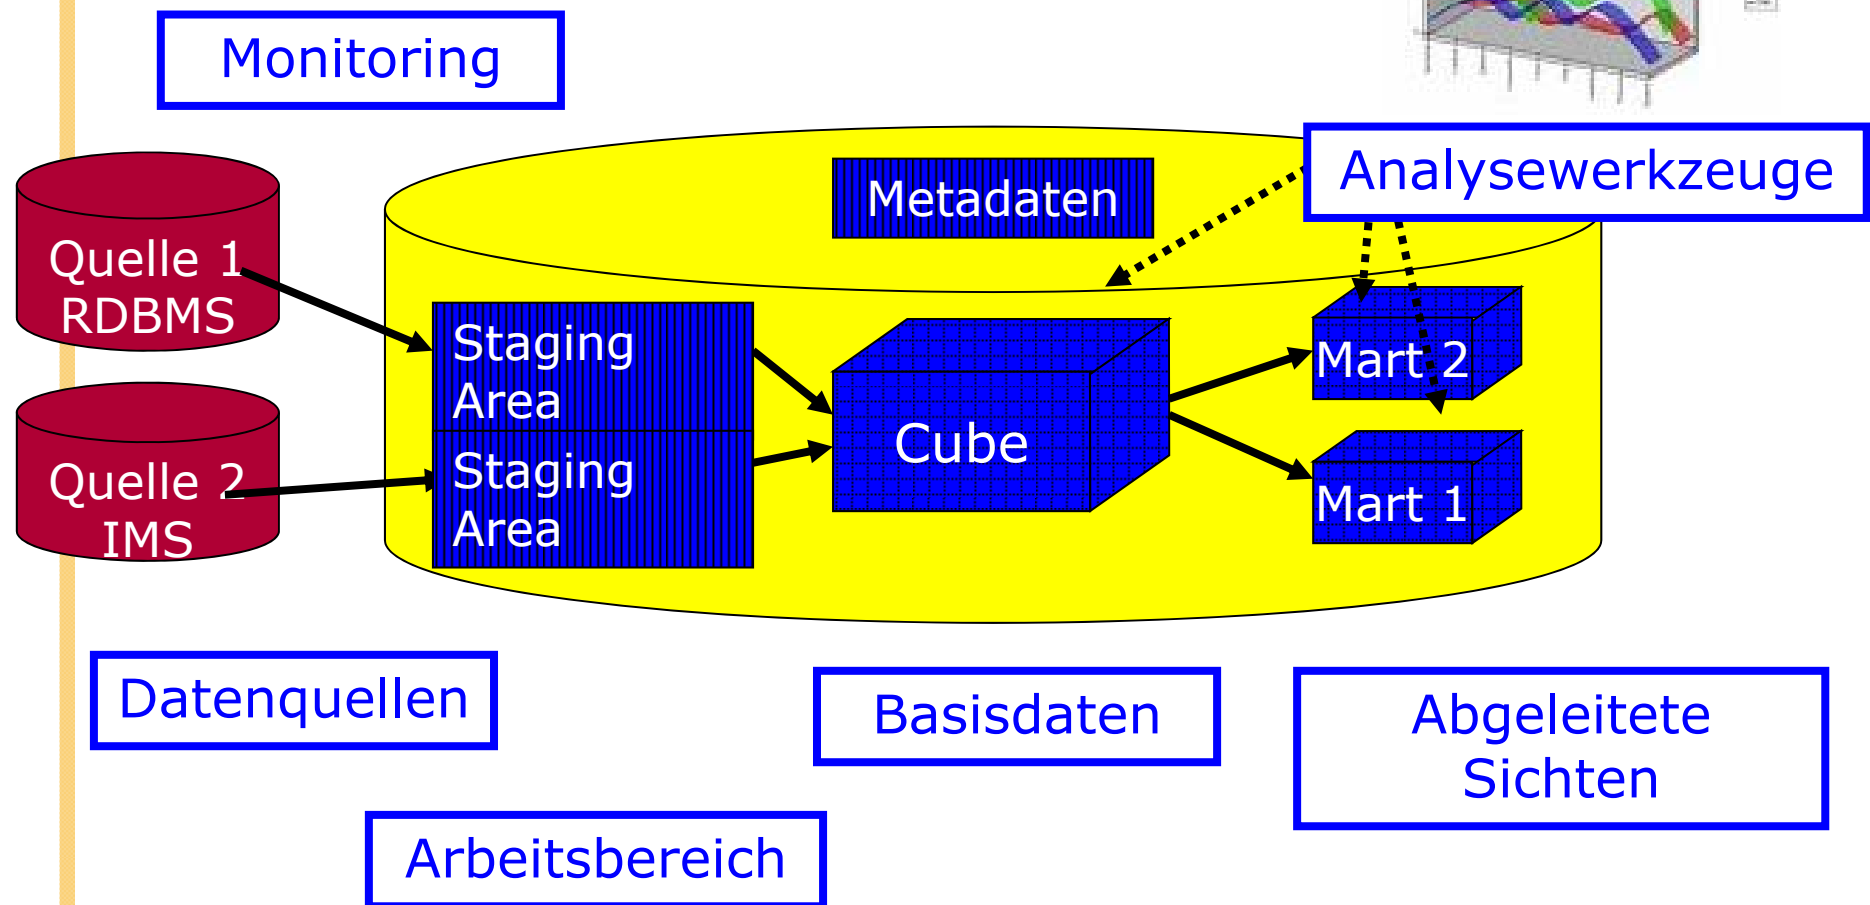 Monitoring
Analysewerkzeuge
Metadaten
Quelle 1
RDBMS
Staging
Area
Mart 2
Cube
Quelle 2
IMS
Staging
Area
Mart 1
Datenquellen
Basisdaten
Abgeleitete
Sichten
Arbeitsbereich